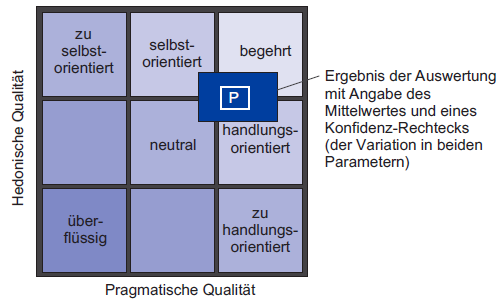 zu
selbst-
orientiert
selbst-
orientiert
begehrt
P
Ergebnis der Auswertung
mit Angabe des
Mittelwertes und eines
Konfidenz-Rechtecks
(der Variation in beiden
Parametern)
Hedonische Qualität
neutral
handlungs-
orientiert
über-
flüssig
zu
handlungs-
orientiert
Pragmatische Qualität